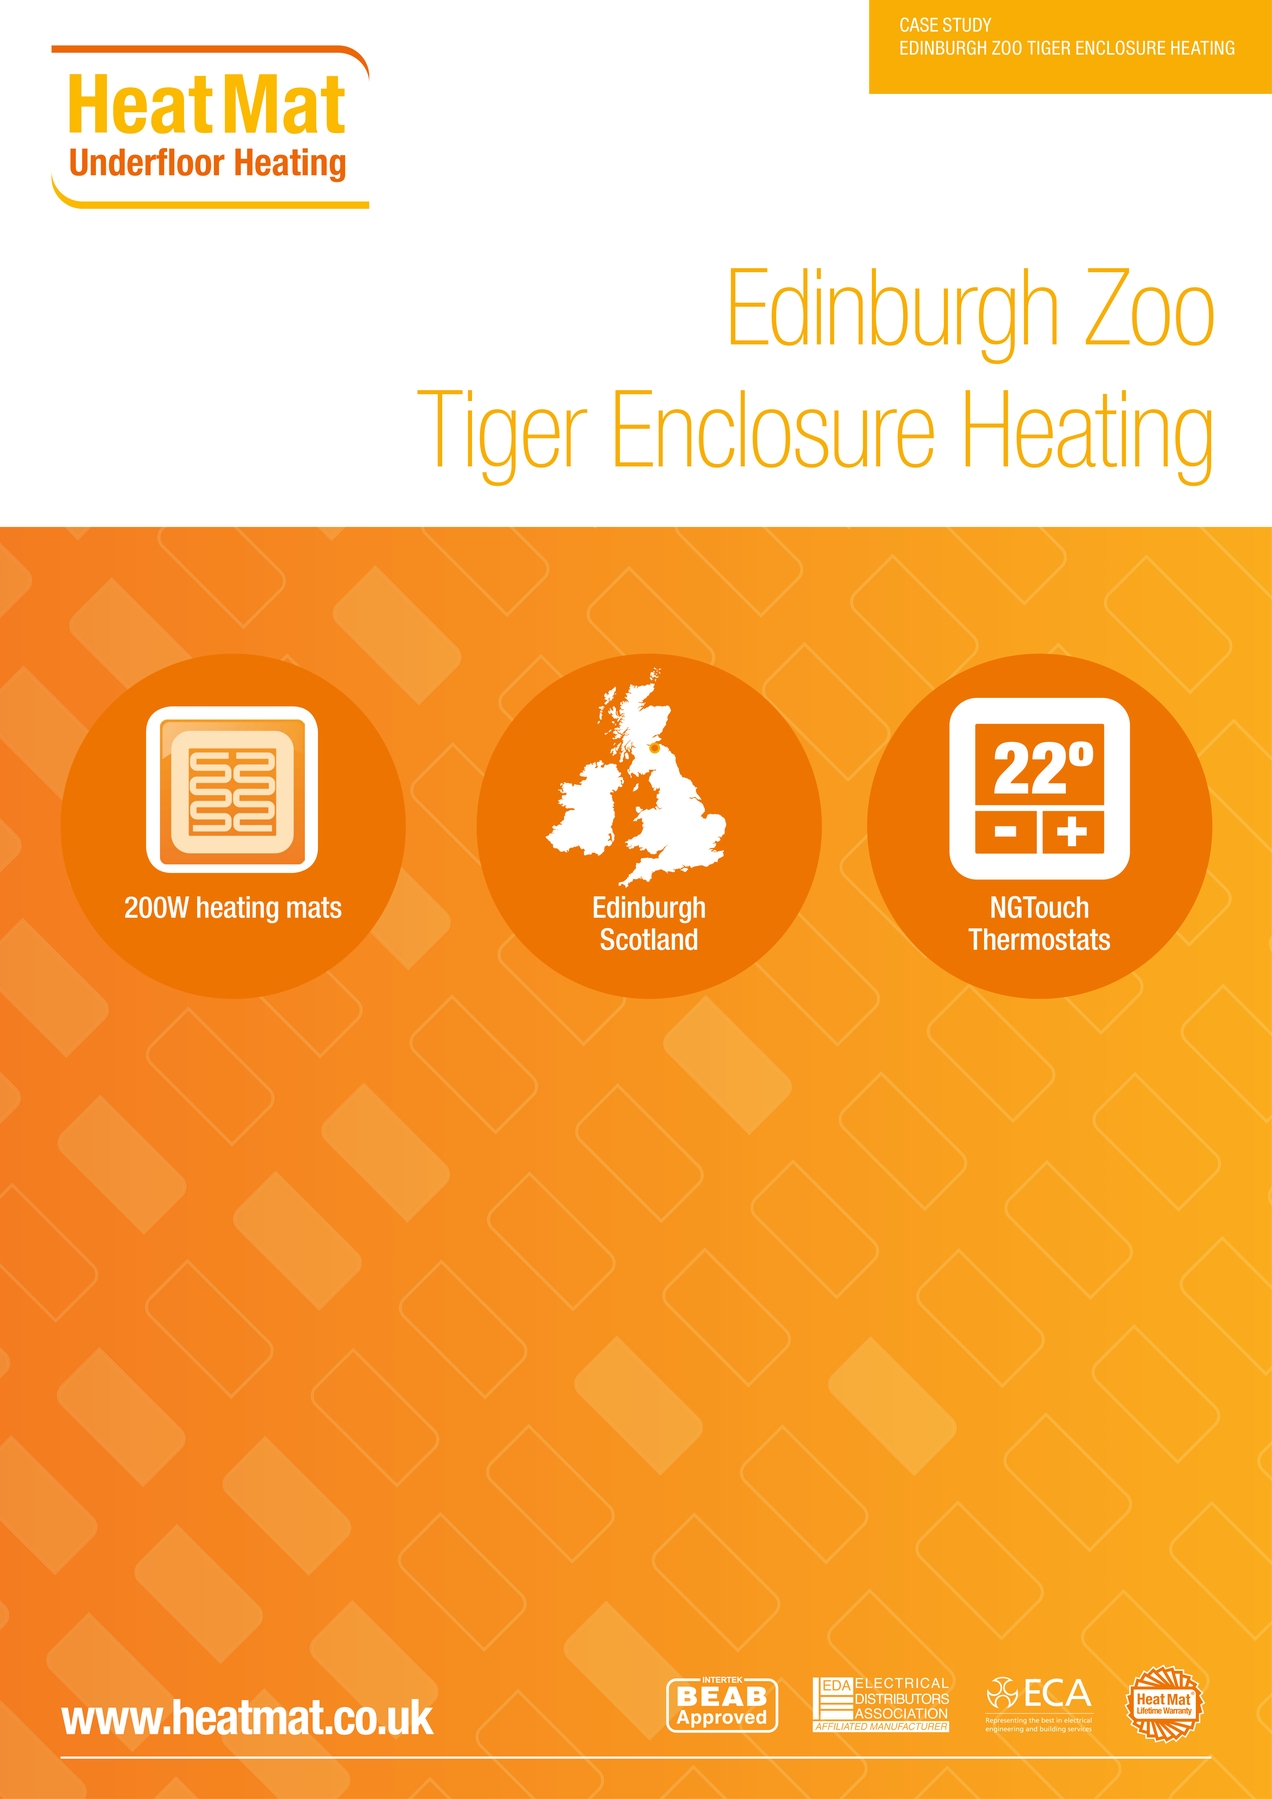 CASE STUDY
EDINBURGH ZOO TIGER ENCLOSURE HEATING
Heat Mat
Underfloor Heating
Edinburgh Zoo
Tiger Enclosure Heating
200W heating mats
Edinburgh
Scotland
22º
- +
NGTouch
Thermostats
www.heatmat.co.uk
INTERTEK
BEAB
Approved
EDA ELECTRICAL
DISTRIBUTORS
ASSOCIATION
AFFILIATED MANUFACTURER
ECA
Representing the best in electrical
engineering and building services
Heat Mat
Lifetime Warranty